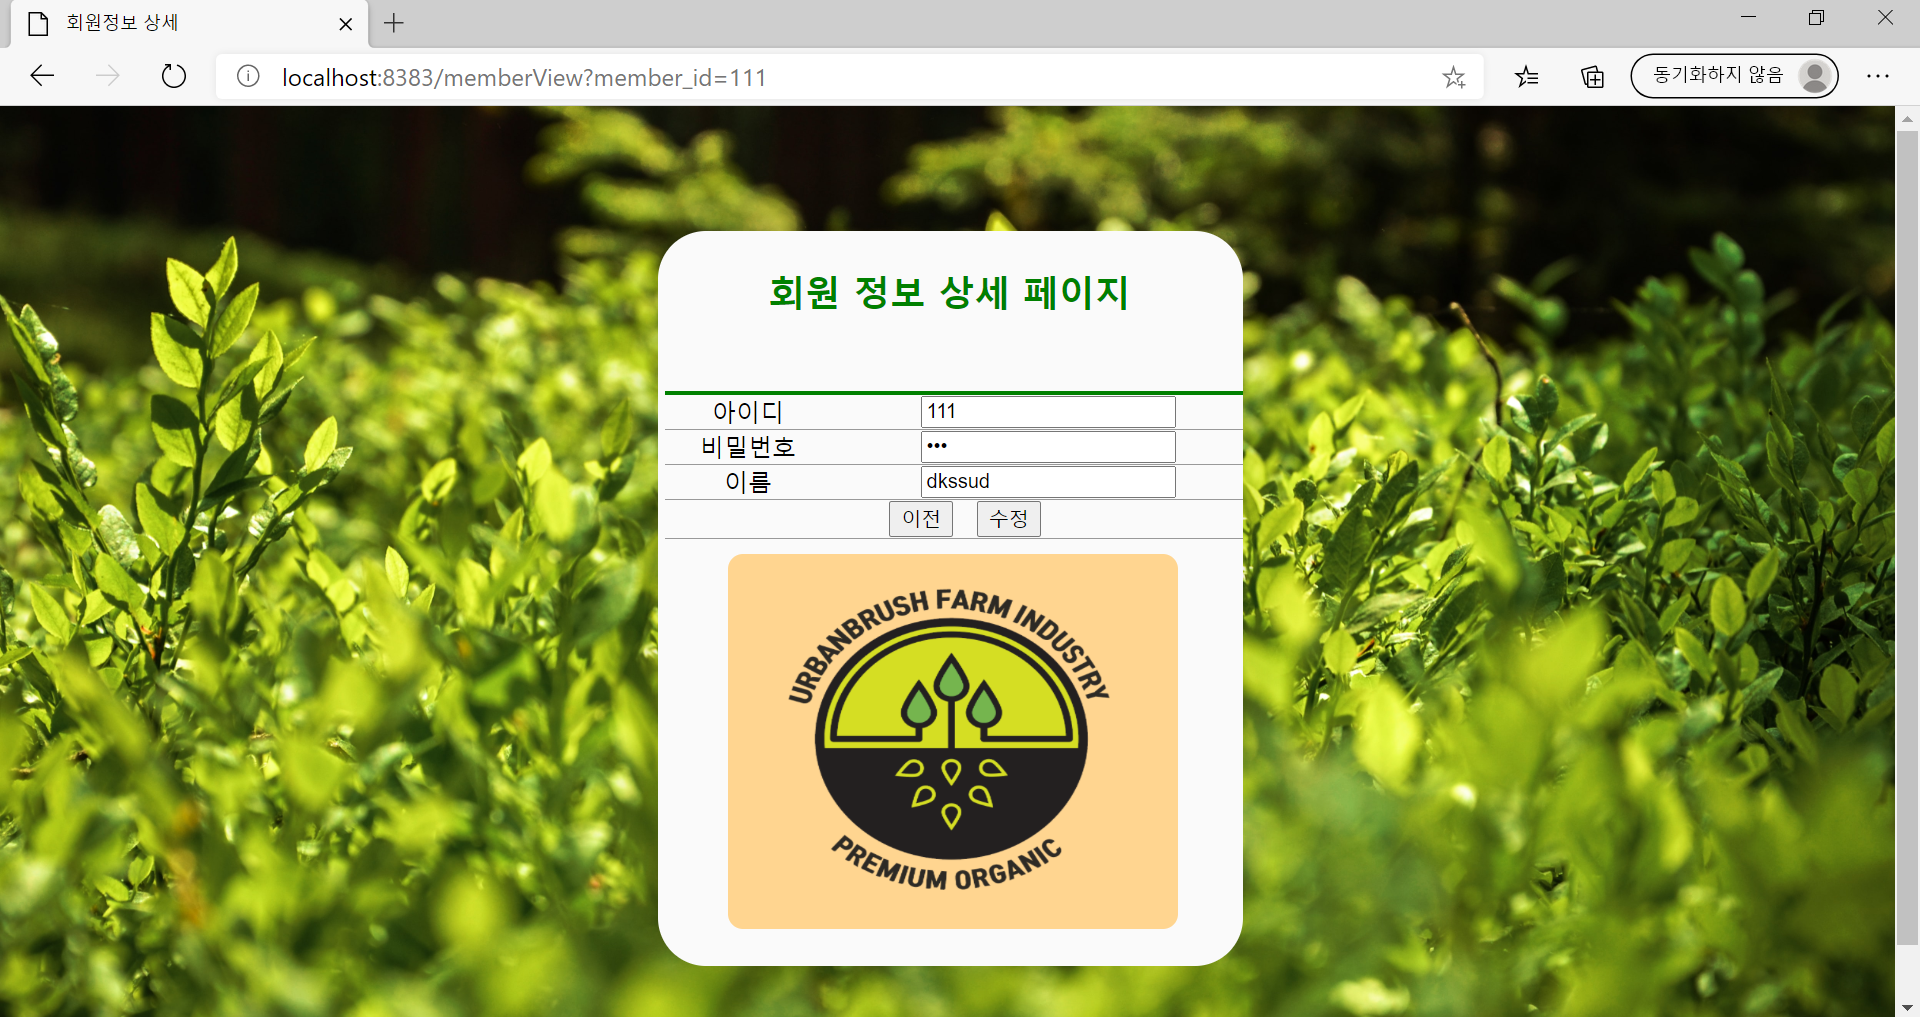 회원정보 상세
localhost:8383/memberView?member_id=111
동기화하지 않음
회원 정보 상세 페이지
아이디 111
비밀번호 •••
이름 dkssud
이전 수정
URBANBRUSH FARM INDUSTRY
PREMIUM ORGANIC